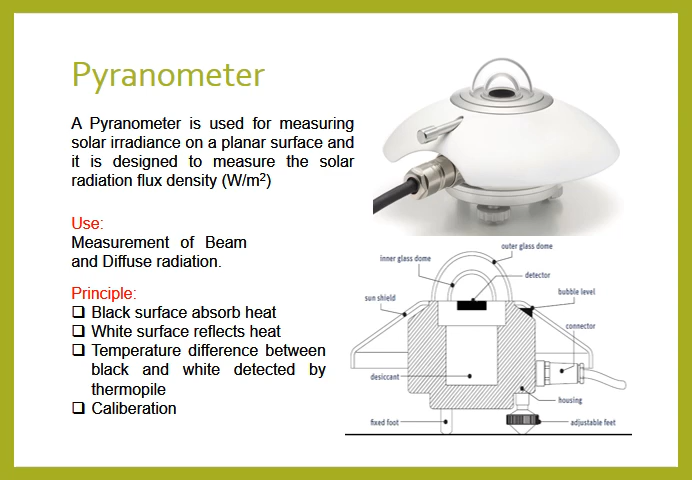 Pyranometer
A Pyranometer is used for measuring
solar irradiance on a planar surface and
it is designed to measure the solar
radiation flux density (W/m²)
Use:
Measurement of Beam
and Diffuse radiation.
Principle:
❑ Black surface absorb heat
❑ White surface reflects heat
❑ Temperature difference between
black and white detected by
thermopile
❑ Caliberation
outer glass dome
inner glass dome
detector
bubble level
sun shield
connector
desiccant
housing
fixed foot
adjustable feet